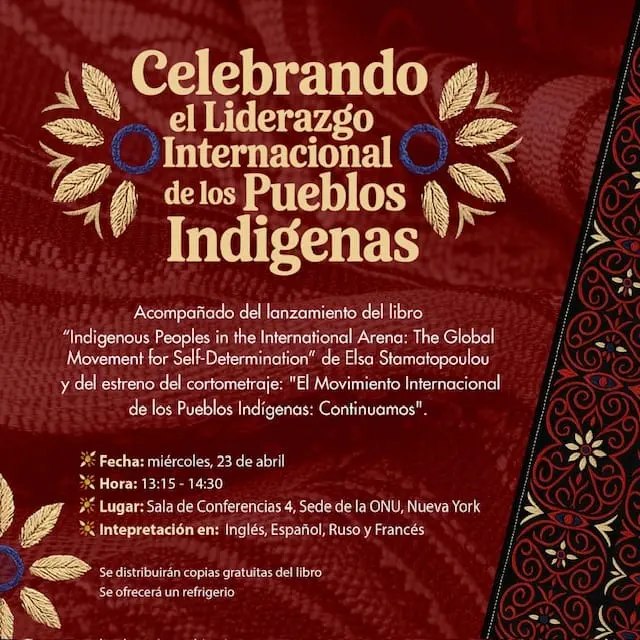 Celebrando
el Liderazgo
Internacional
de los Pueblos
Indigenas
Acompañado del lanzamiento del libro
“Indigenous Peoples in the International Arena: The Global
Movement for Self-Determination” de Elsa Stamatopoulou
y del estreno del cortometraje: "El Movimiento Internacional
de los Pueblos Indígenas: Continuamos".
Fecha: miércoles, 23 de abril
Hora: 13:15 - 14:30
Lugar: Sala de Conferencias 4, Sede de la ONU, Nueva York
Intepretación en: Inglés, Español, Ruso y Francés
Se distribuirán copias gratuitas del libro
Se ofrecerá un refrigerio